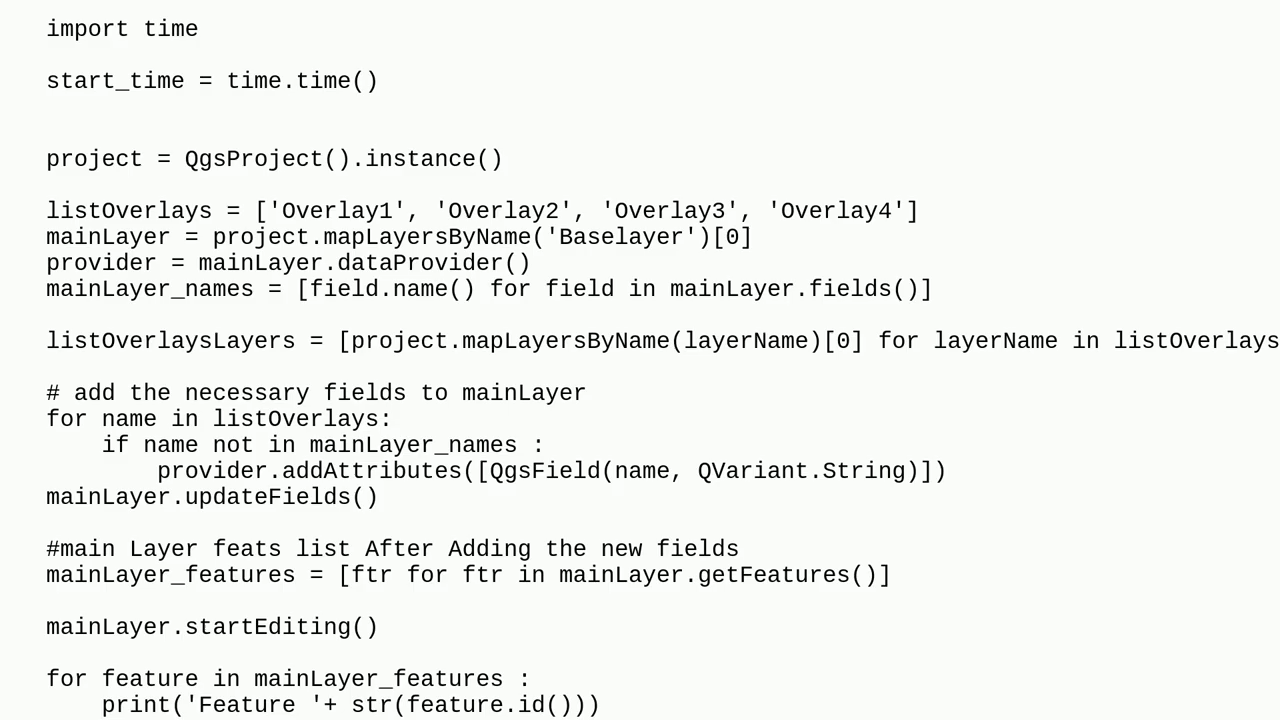 import time
start_time = time.time()
project = QgsProject().instance()
listOverlays = ['Overlay1', 'Overlay2', 'Overlay3', 'Overlay4']
mainLayer = project.mapLayersByName('Baselayer')[0]
provider = mainLayer.dataProvider()
mainLayer_names = [field.name() for field in mainLayer.fields()]
listOverlaysLayers = [project.mapLayersByName(layerName)[0] for layerName in listOverlays
# add the necessary fields to mainLayer
for name in listOverlays:
    if name not in mainLayer_names :
        provider.addAttributes([QgsField(name, QVariant.String)])
mainLayer.updateFields()
#main Layer feats list After Adding the new fields
mainLayer_features = [ftr for ftr in mainLayer.getFeatures()]
mainLayer.startEditing()
for feature in mainLayer_features :
    print('Feature '+ str(feature.id()))